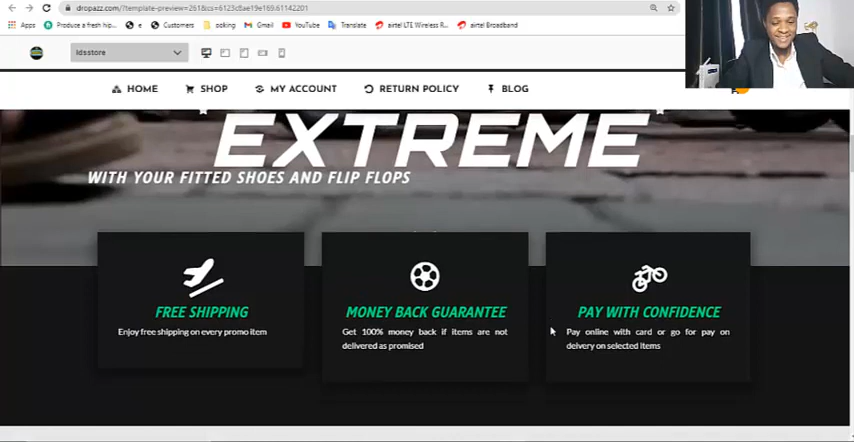 dropazz.com/?template-preview=261&cs=6123cbae19e169.61142201
Apps Produce a fresh hip... e Customers ooking Gmail YouTube Translate airtel LTE Wireless R... airtel Broadband
ldsstore
HOME SHOP MY ACCOUNT RETURN POLICY BLOG
EXTREME
WITH YOUR FITTED SHOES AND FLIP FLOPS
FREE SHIPPING
Enjoy free shipping on every promo item
MONEY BACK GUARANTEE
Get 100% money back if items are not
delivered as promised
PAY WITH CONFIDENCE
Pay online with card or go for pay on
deivery on selected items